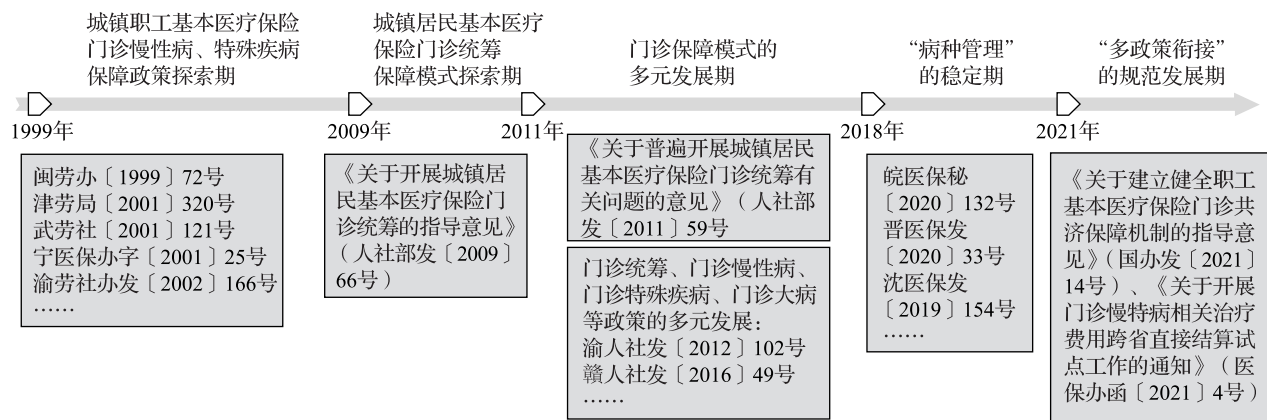 城镇职工基本医疗保险
门诊慢性病、特殊疾病
保障政策探索期
城镇居民基本医疗
保险门诊统筹
保障模式探索期
门诊保障模式的
多元发展期
“病种管理”
的稳定期
“多政策衔接”
的规范发展期
1999年
2009年
2011年
2018年
2021年
闽劳办〔1999〕72号
津劳局〔2001〕320号
武劳社〔2001〕121号
宁医保办字〔2001〕25号
渝劳社办发〔2002〕166号
……
《关于开展城镇居
民基本医疗保险门
诊统筹的指导意见》
（人社部发〔2009〕
66号）
《关于普遍开展城镇居民
基本医疗保险门诊统筹有
关问题的意见》（人社部
发〔2011〕59号
门诊统筹、门诊慢性病、
门诊特殊疾病、门诊大病
等政策的多元发展：
渝人社发〔2012〕102号
赣人社发〔2016〕49号
……
皖医保秘
〔2020〕132号
晋医保发
〔2020〕33号
沈医保发
〔2019〕154号
……
《关于建立健全职工
基本医疗保险门诊共
济保障机制的指导意
见》（国办发〔2021〕
14号）、《关于开展
门诊慢特病相关治疗
费用跨省直接结算试
点工作的通知》（医
保办函〔2021〕4号）